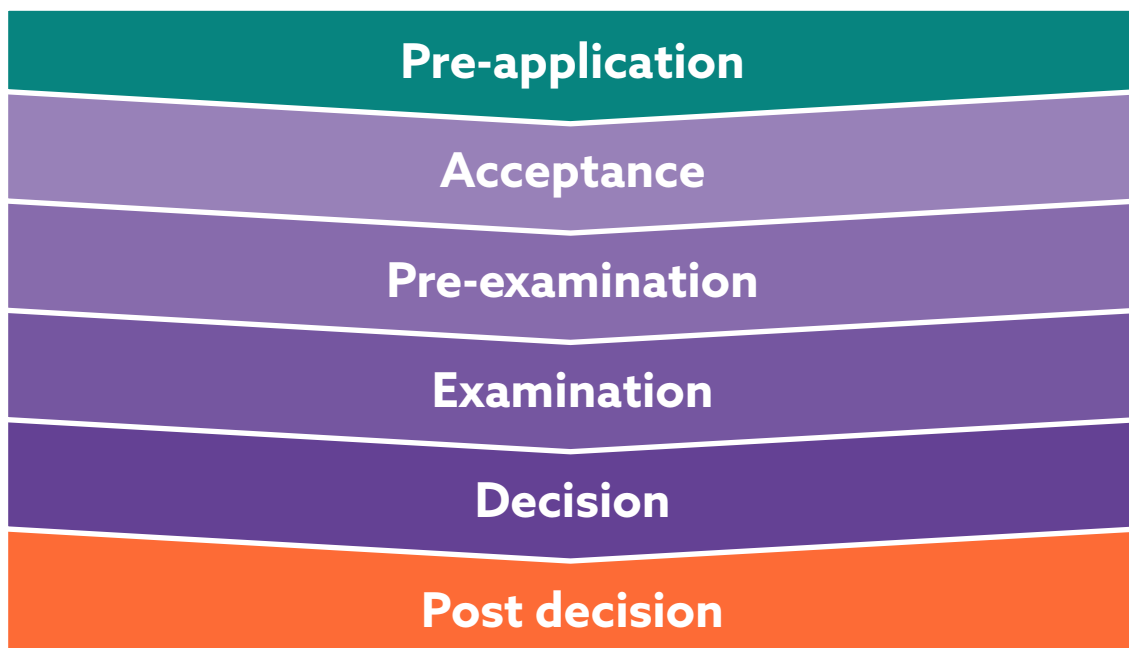 Pre-application
Acceptance
Pre-examination
Examination
Decision
Post decision